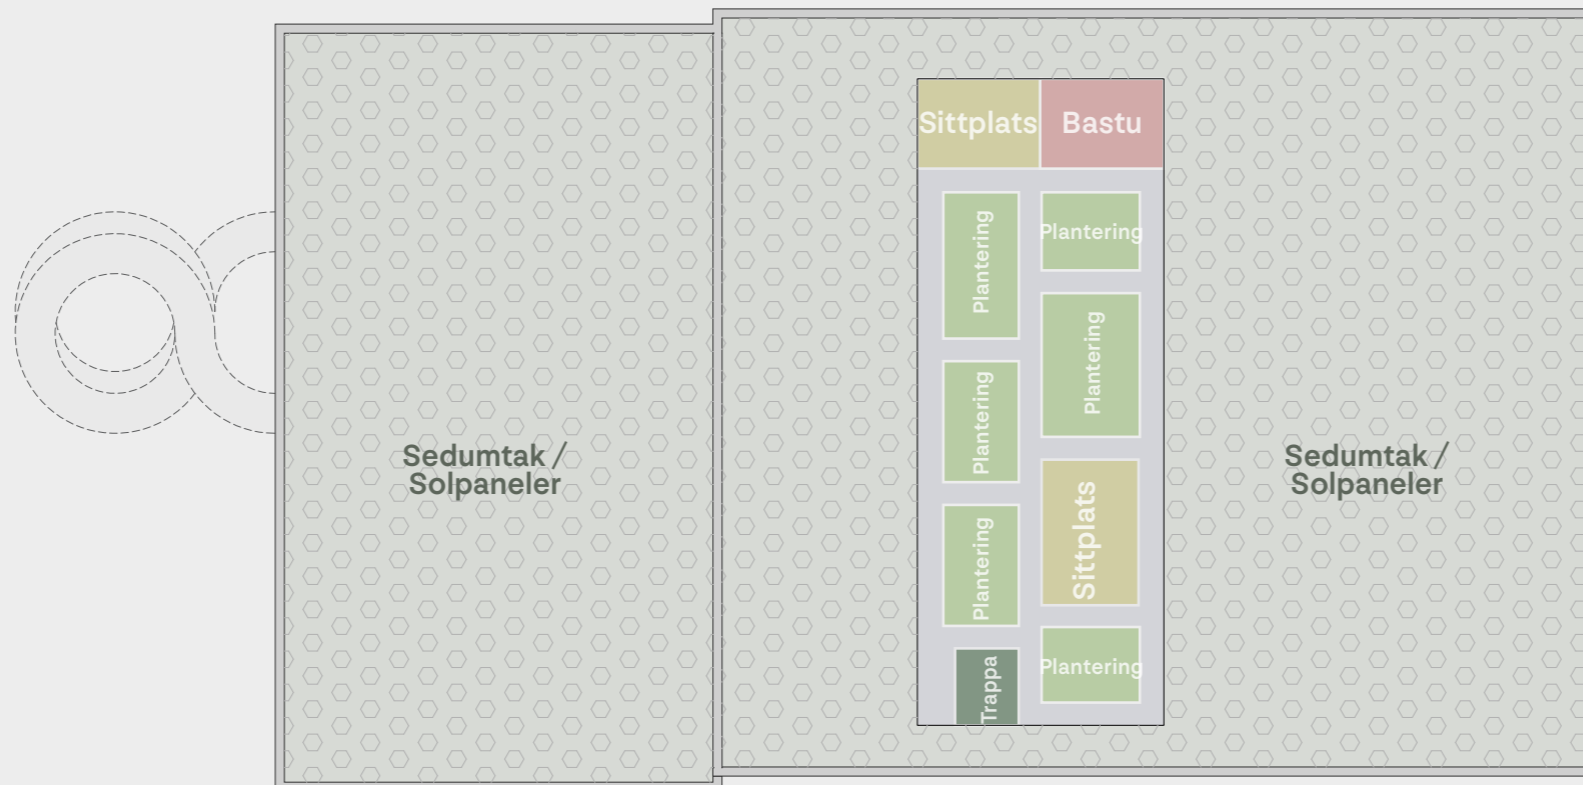 Sittplats
Bastu
Plantering
Plantering
Plantering
Plantering
Sedumtak /
Solpaneler
Sedumtak /
Solpaneler
Plantering
Sittplats
Trappa
Plantering